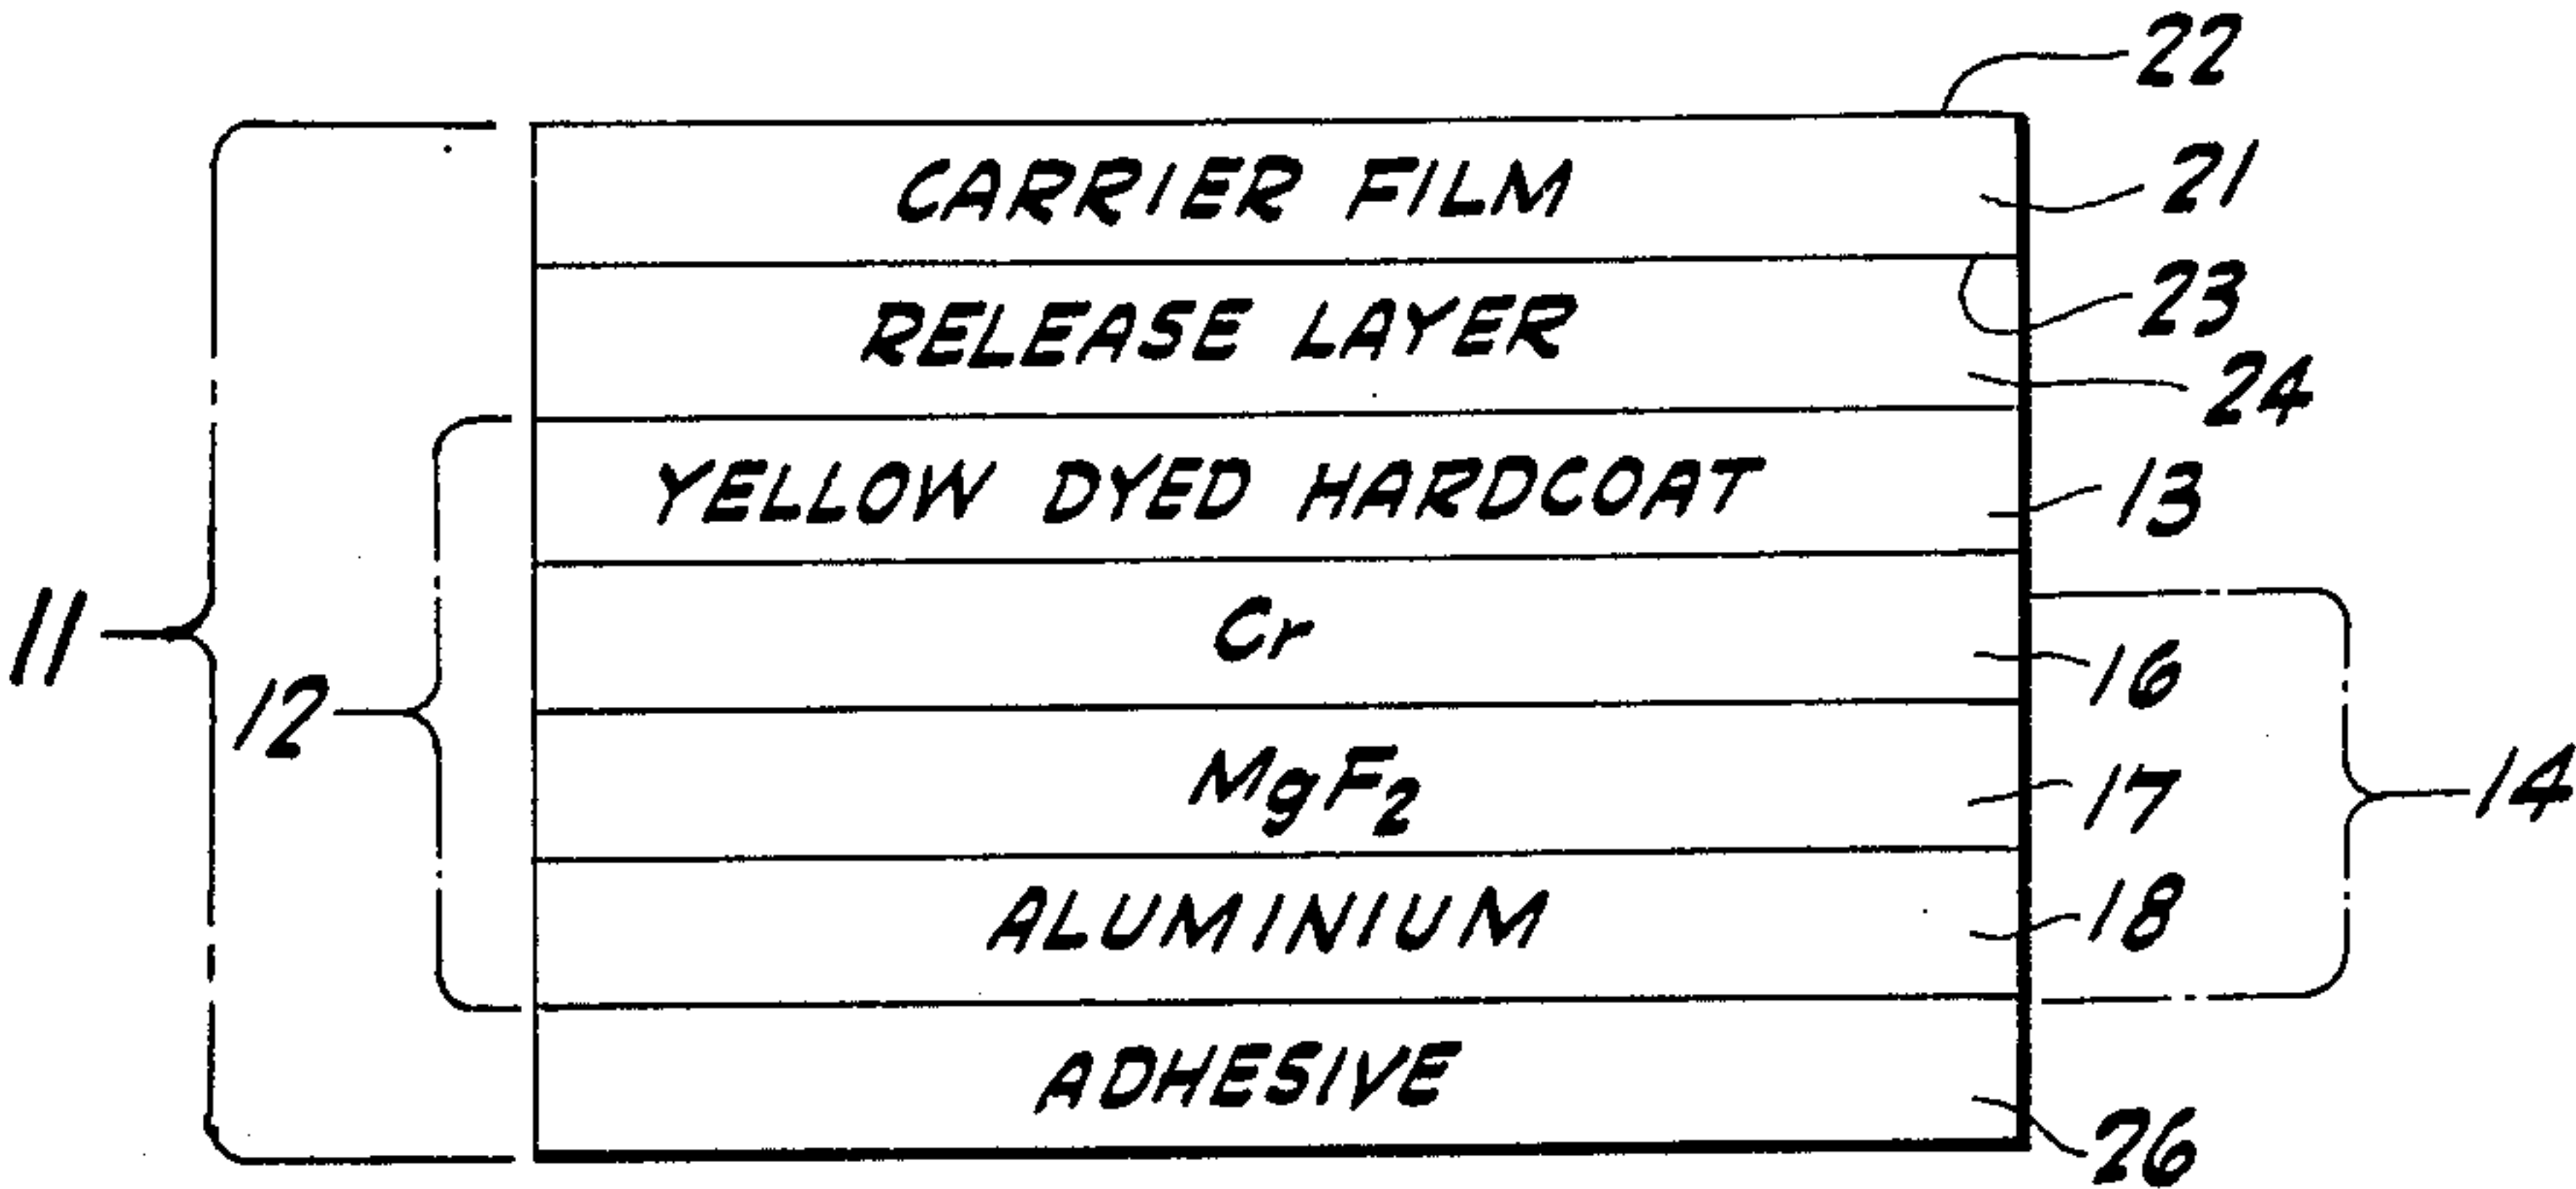 22
CARRIER FILM 21
23
RELEASE LAYER
24
YELLOW DYED HARDCOAT 13
11
Cr 16
12
MgF2 17 14
ALUMINIUM 18
ADHESIVE
26